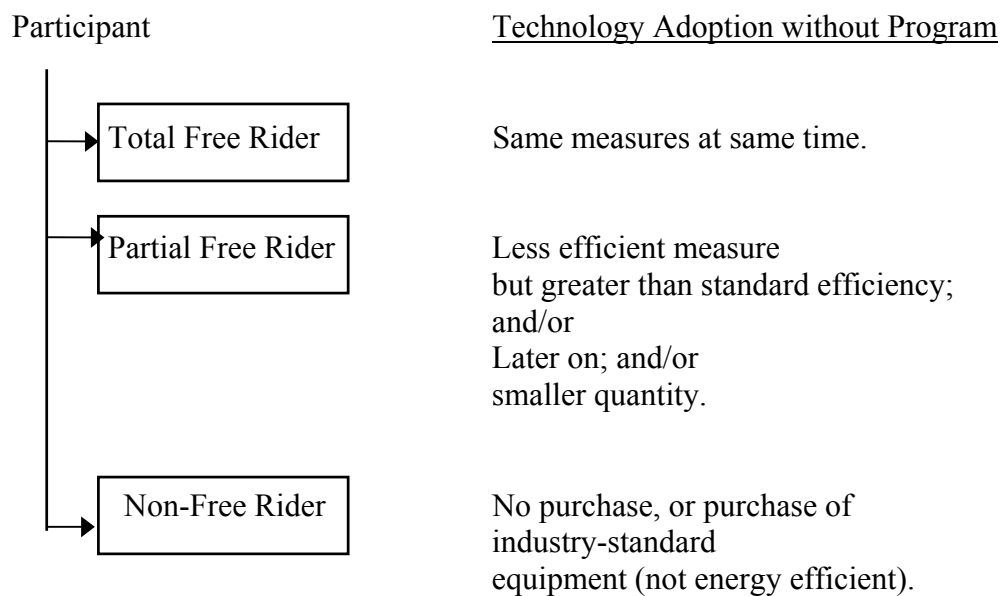 Participant
Technology Adoption without Program
Total Free Rider
Same measures at same time.
Partial Free Rider
Less efficient measure
but greater than standard efficiency;
and/or
Later on; and/or
smaller quantity.
Non-Free Rider
No purchase, or purchase of
industry-standard
equipment (not energy efficient).